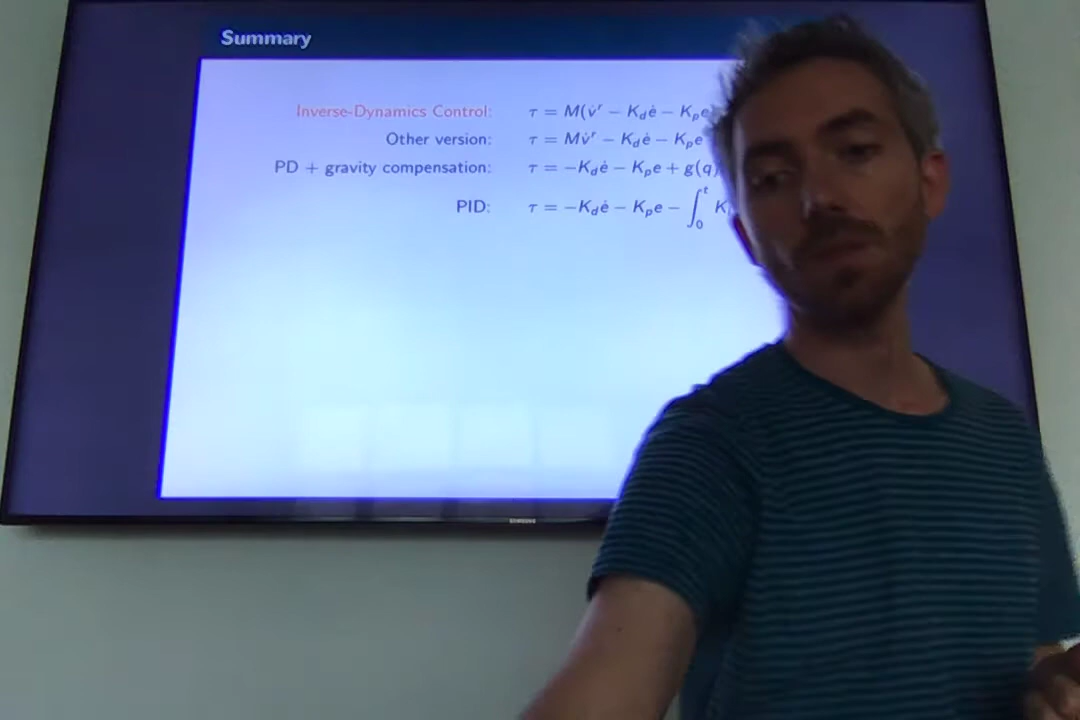 Summary
Inverse-Dynamics Control: τ = M(v̇ʳ − K_d ė − K_p e
Other version: τ = Mv̇ʳ − K_d ė − K_p e
PD + gravity compensation: τ = −K_d ė − K_p e + g(q)
PID: τ = −K_d ė − K_p e − ∫₀ᵗ K
SAMSUNG